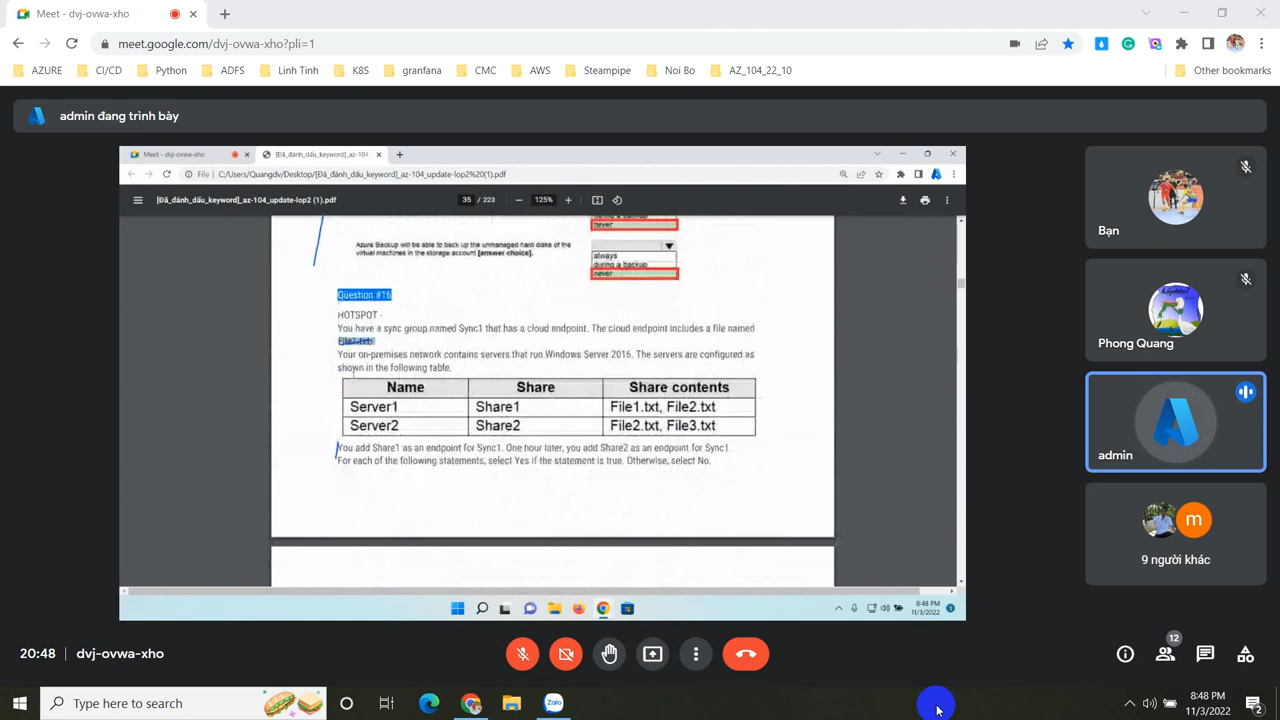 Meet - dvj-ovwa-xho
meet.google.com/dvj-ovwa-xho?pli=1
AZURE CI/CD Python ADFS Linh Tinh K8S granfana CMC AWS Steampipe Noi Bo AZ_104_22_10 Other bookmarks
admin đang trình bày
Meet - dvj-ovwa-xho [Đã_đánh_dấu_keyword]_az-104_
File C:/Users/Quangdv/Desktop/[Đã_đánh_dấu_keyword]_az-104_update-lop2%20(1).pdf
[Đã_đánh_dấu_keyword]_az-104_update-lop2 (1).pdf 35 / 223 125%
during a backup
never
Azure Backup will be able to back up the unmanaged hard disks of the
virtual machines in the storage account [answer choice].
always
during a backup
never
Question #16
HOTSPOT -
You have a sync group named Sync1 that has a cloud endpoint. The cloud endpoint includes a file named
Your on-premises network contains servers that run Windows Server 2016. The servers are configured as
shown in the following table.
Name Share Share contents
Server1 Share1 File1.txt, File2.txt
Server2 Share2 File2.txt, File3.txt
You add Share1 as an endpoint for Sync1. One hour later, you add Share2 as an endpoint for Sync1.
For each of the following statements, select Yes if the statement is true. Otherwise, select No.
8:48 PM
11/3/2022
Bạn
Phong Quang
admin
m
9 người khác
20:48 dvj-ovwa-xho
12
Type here to search
Zalo
8:48 PM
11/3/2022
2